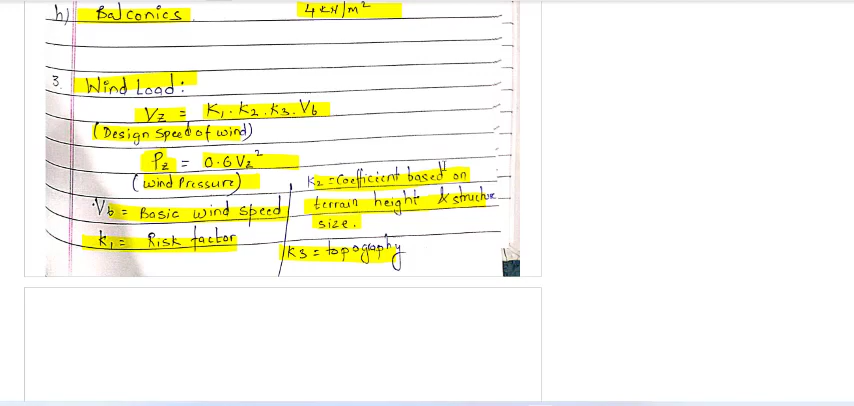 h) Balconies 4 KN/m²
3. Wind Load:
Vz = K₁. K₂. K₃. Vb
(Design Speed of wind)
Pz = 0.6 Vz²
(wind Pressure)
Vb = Basic wind speed
K₁ = Risk factor
K₂ = Coefficient based on
terrain height & structure
size.
K₃ = topography